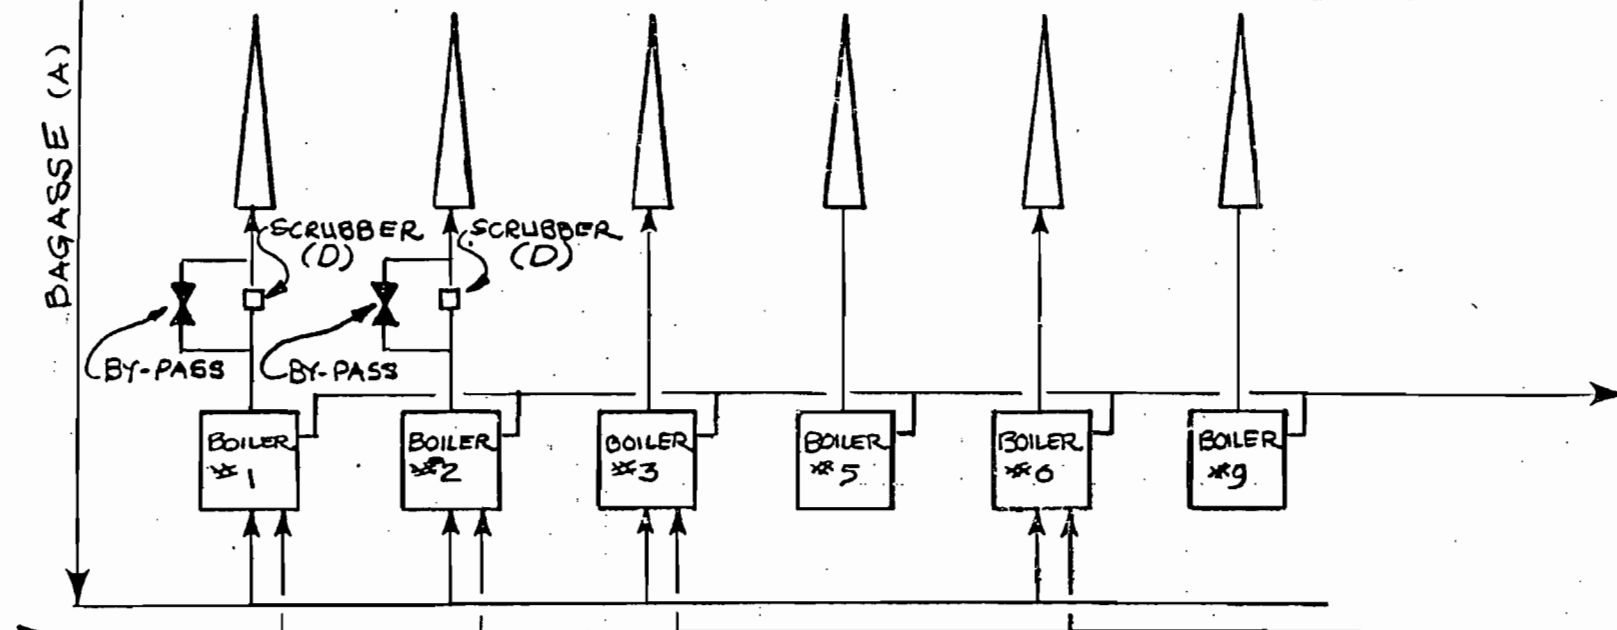 BAGASSE (A)
SCRUBBER
(D)
SCRUBBER
(D)
BY-PASS
BY-PASS
BOILER
#1
BOILER
#2
BOILER
#3
BOILER
#5
BOILER
#6
BOILER
#9